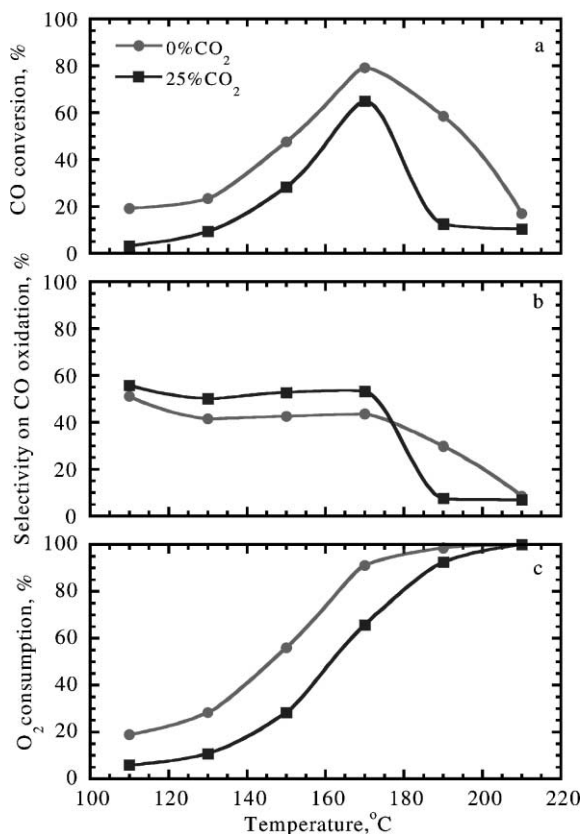 100
80
60
40
20
0
CO conversion, %
0%CO₂
25%CO₂
a
100
80
60
40
20
0
Selectivity on CO oxidation, %
b
100
80
60
40
20
0
O₂ consumption, %
c
100 120 140 160 180 200 220
Temperature,°C